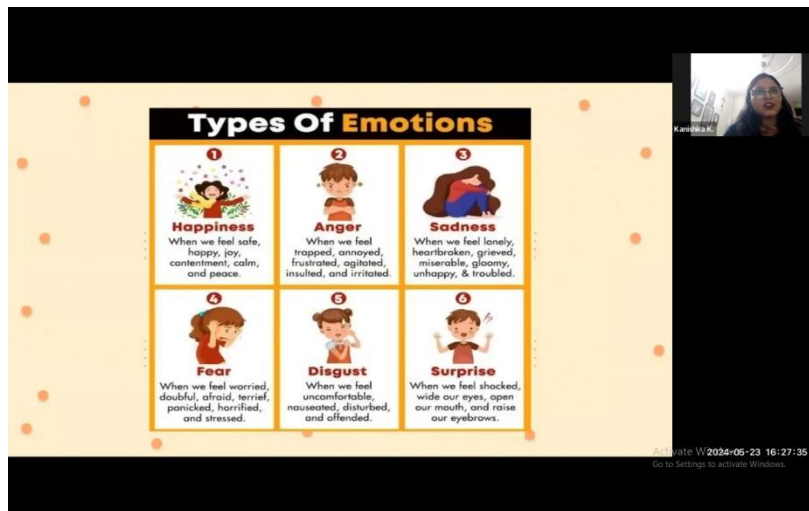 Types Of Emotions
1
Happiness
When we feel safe,
happy, joy,
contentment, calm,
and peace.
2
Anger
When we feel
trapped, annoyed,
frustrated, agitated,
insulted, and irritated.
3
Sadness
When we feel lonely,
heartbroken, grieved,
miserable, gloomy,
unhappy, & troubled.
4
Fear
When we feel worried,
doubful, afraid, terrief,
panicked, horrified,
and stressed.
5
Disgust
When we feel
uncomfortable,
nauseated, disturbed,
and offended.
6
Surprise
When we feel shocked,
wide our eyes, open
our mouth, and raise
our eyebrows.
Kanishka K.
Activate 2024-05-23 16:27:35
Go to Settings to activate Windows.